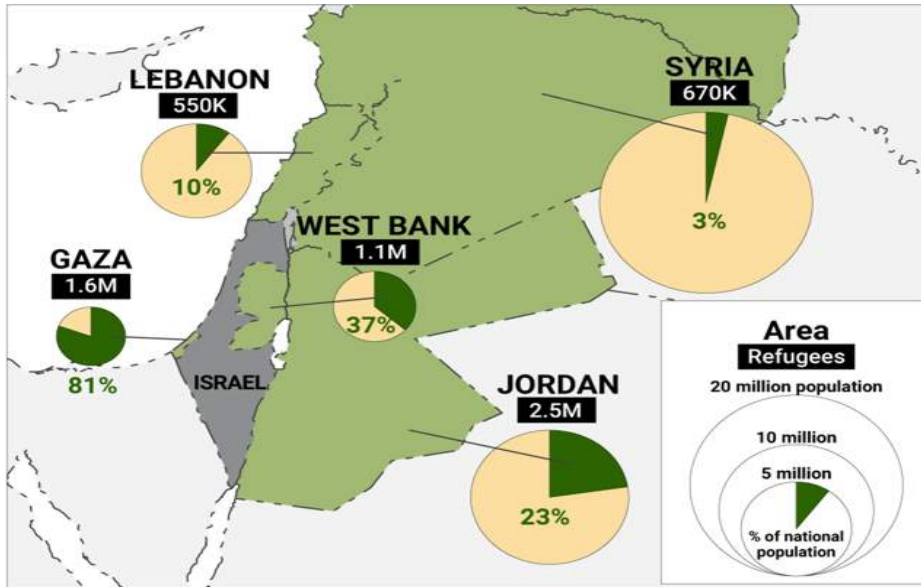 LEBANON
550K
10%
SYRIA
670K
3%
WEST BANK
1.1M
37%
GAZA
1.6M
81%
ISRAEL
JORDAN
2.5M
23%
Area
Refugees
20 million population
10 million
5 million
% of national
population